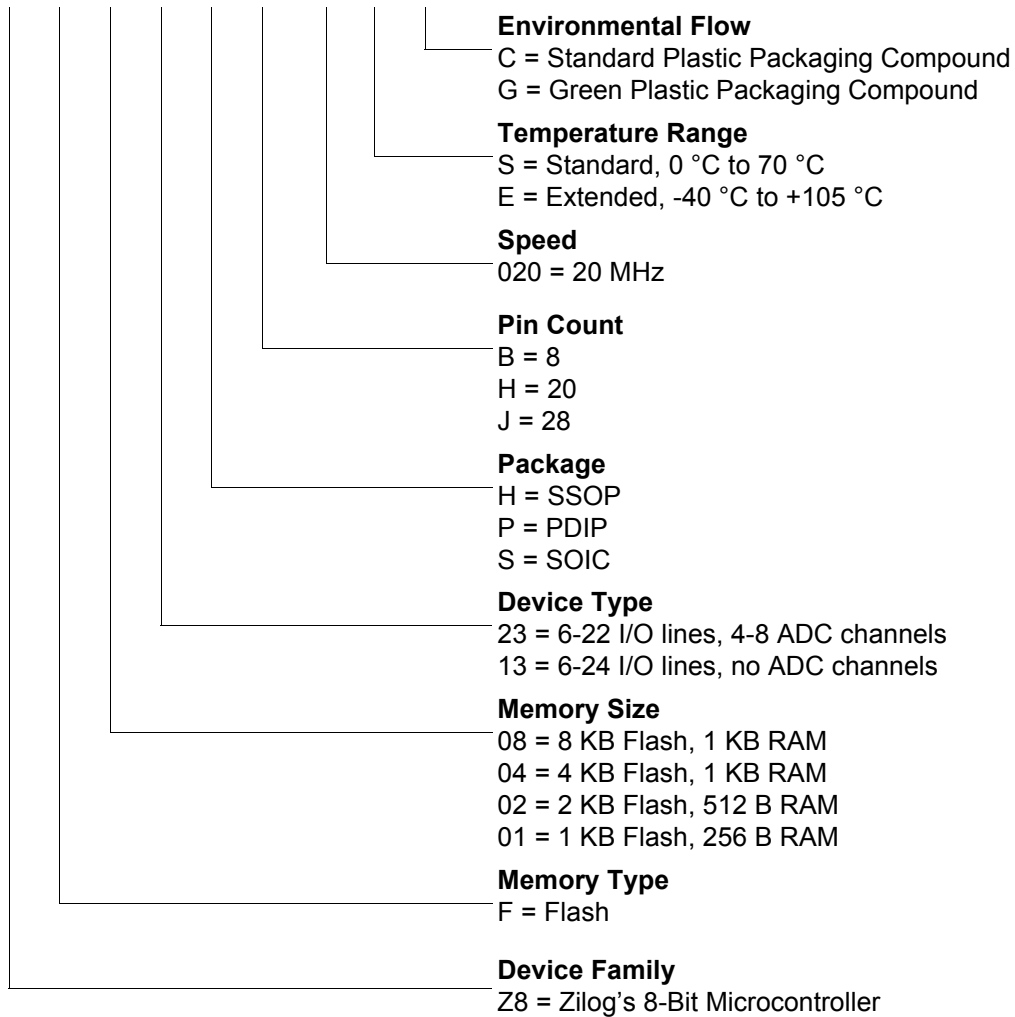 Environmental Flow
C = Standard Plastic Packaging Compound
G = Green Plastic Packaging Compound
Temperature Range
S = Standard, 0 °C to 70 °C
E = Extended, -40 °C to +105 °C
Speed
020 = 20 MHz
Pin Count
B = 8
H = 20
J = 28
Package
H = SSOP
P = PDIP
S = SOIC
Device Type
23 = 6-22 I/O lines, 4-8 ADC channels
13 = 6-24 I/O lines, no ADC channels
Memory Size
08 = 8 KB Flash, 1 KB RAM
04 = 4 KB Flash, 1 KB RAM
02 = 2 KB Flash, 512 B RAM
01 = 1 KB Flash, 256 B RAM
Memory Type
F = Flash
Device Family
Z8 = Zilog's 8-Bit Microcontroller